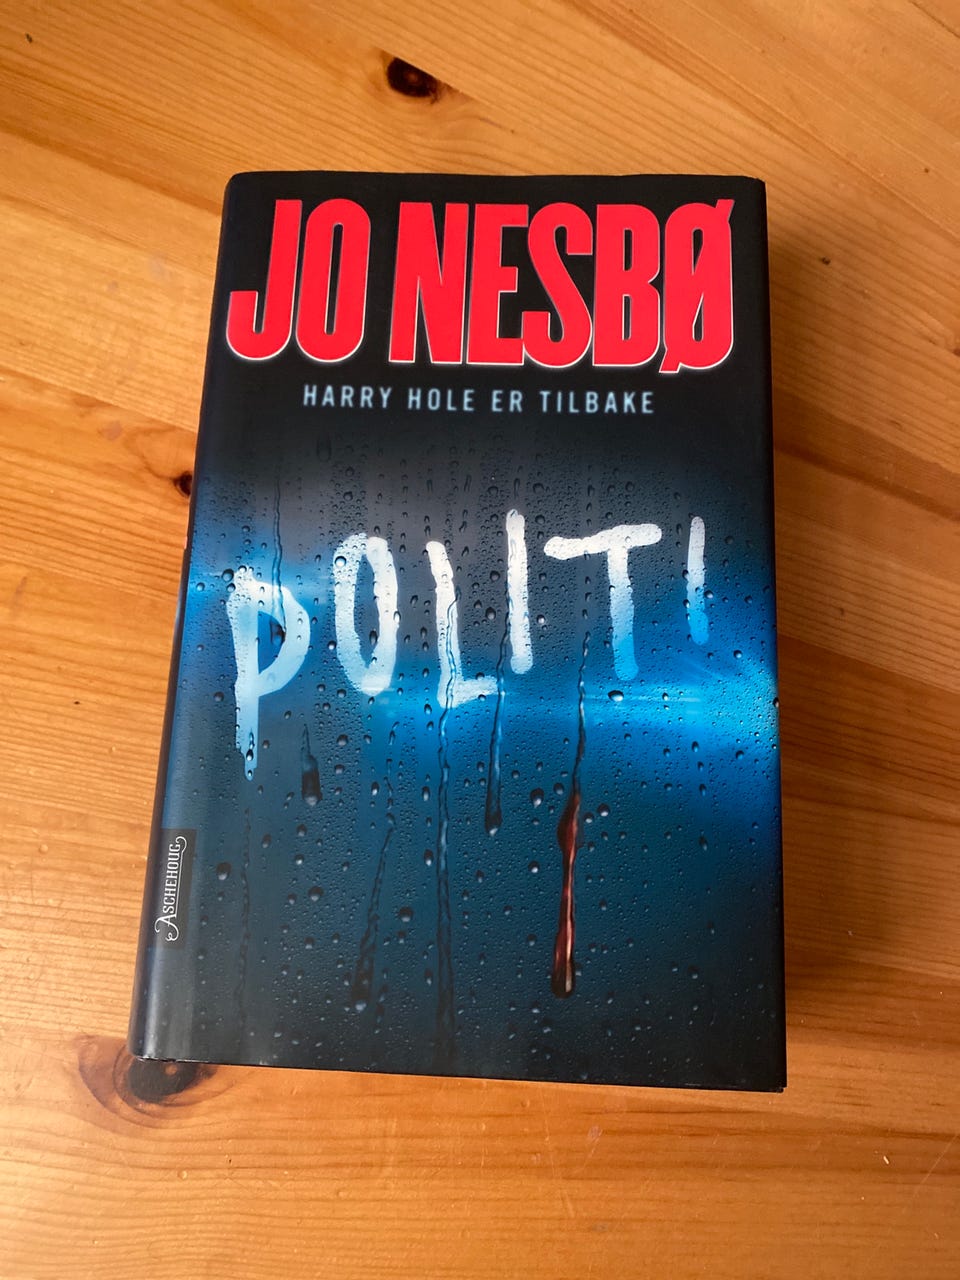 JO NESBØ
HARRY HOLE ER TILBAKE
POLITI
ASCHEHOUG